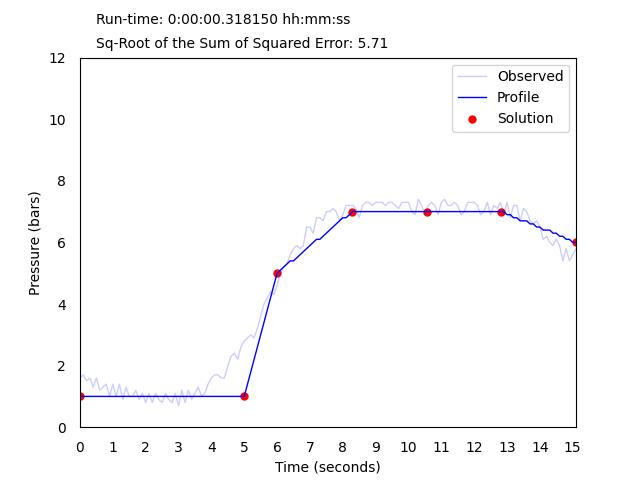 Run-time: 0:00:00.318150 hh:mm:ss
Sq-Root of the Sum of Squared Error: 5.71
12
10
8
6
4
2
0
Pressure (bars)
Observed
Profile
Solution
0 1 2 3 4 5 6 7 8 9 10 11 12 13 14 15
Time (seconds)